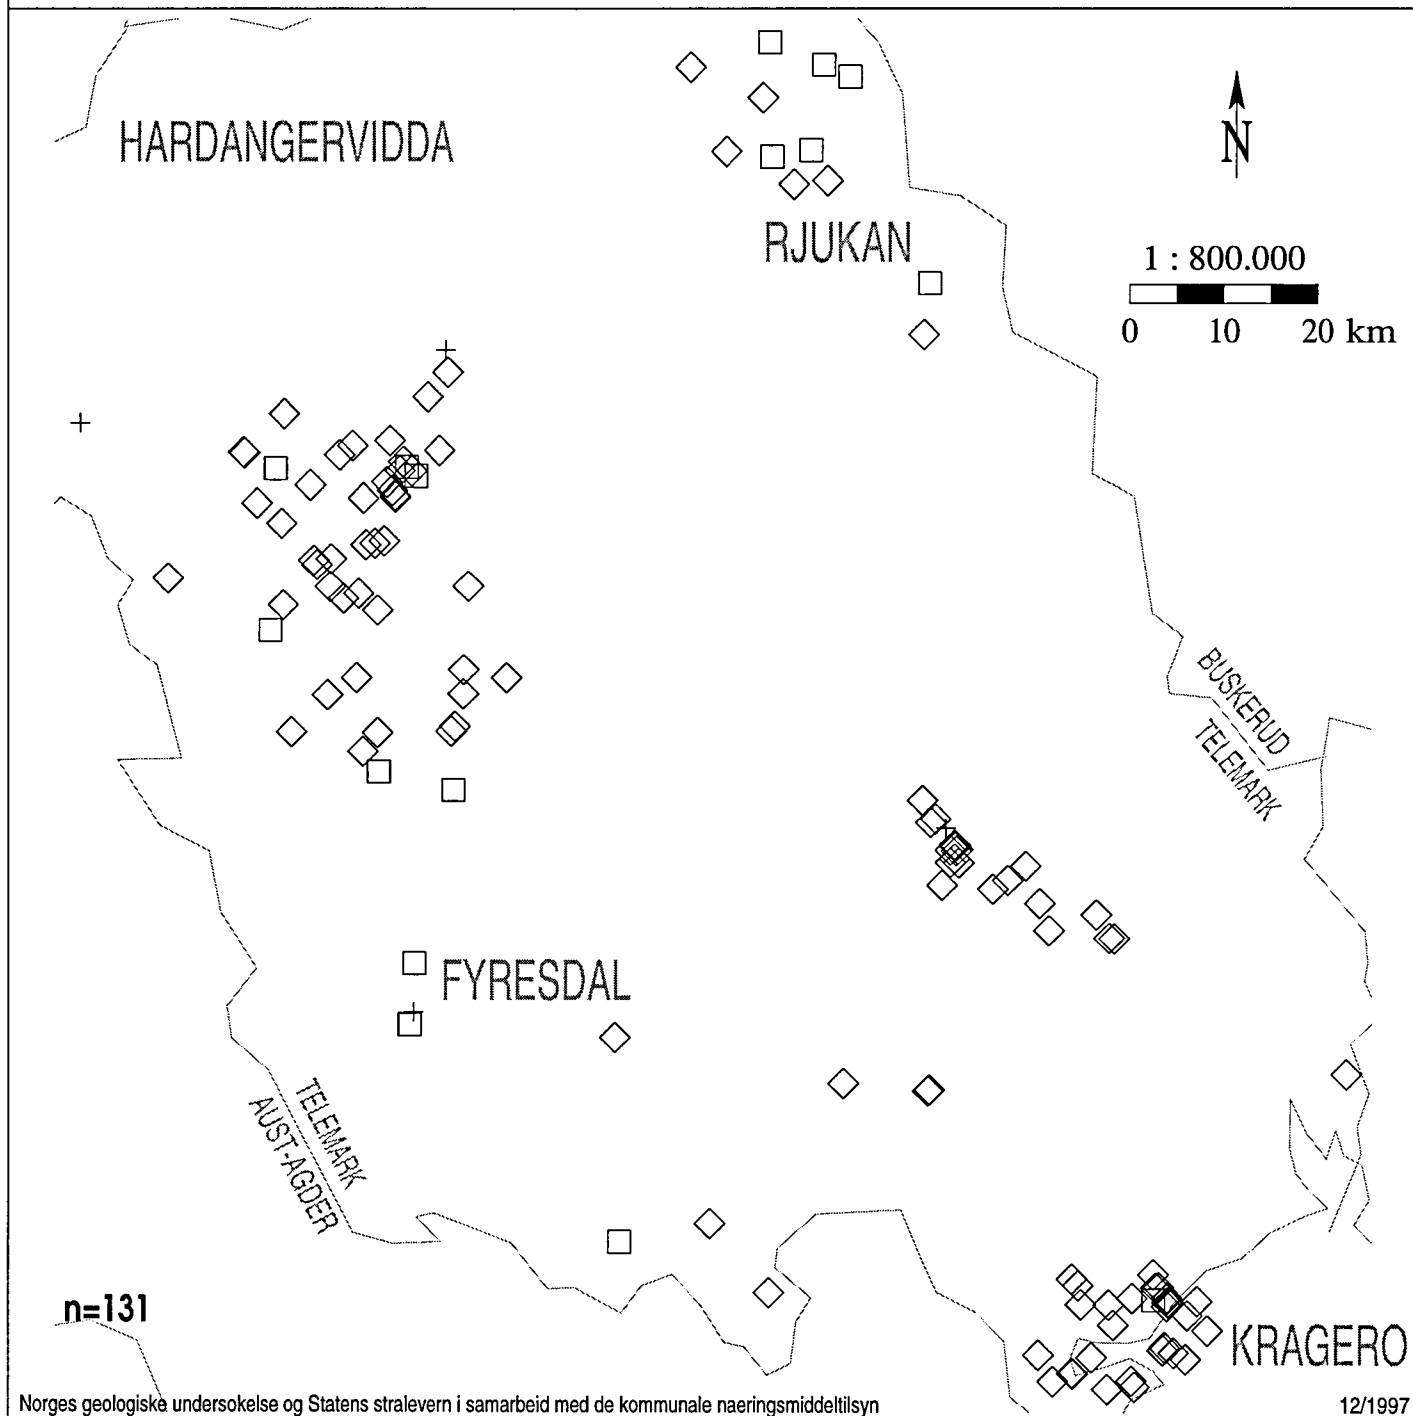 HARDANGERVIDDA
N
RJUKAN
1 : 800.000
0 10 20 km
BUSKERUD
TELEMARK
FYRESDAL
TELEMARK
AUST-AGDER
n=131
KRAGERO
Norges geologiske undersokelse og Statens stralevern i samarbeid med de kommunale naeringsmiddeltilsyn
12/1997